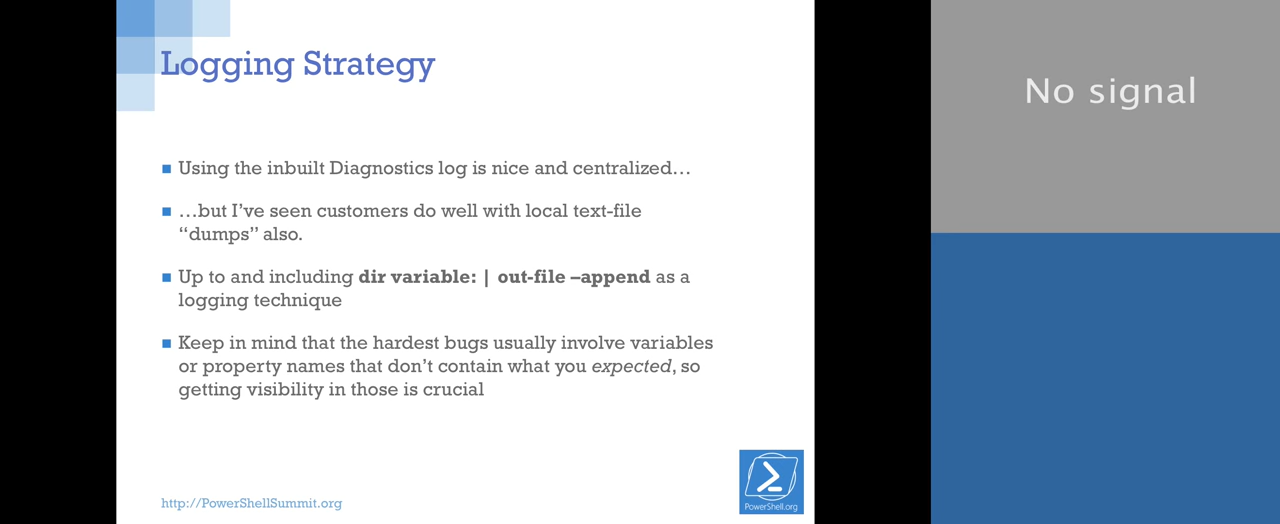 Logging Strategy
No signal
Using the inbuilt Diagnostics log is nice and centralized…
…but I’ve seen customers do well with local text-file
“dumps” also.
Up to and including dir variable: | out-file –append as a
logging technique
Keep in mind that the hardest bugs usually involve variables
or property names that don’t contain what you expected, so
getting visibility in those is crucial
http://PowerShellSummit.org
PowerShell.org